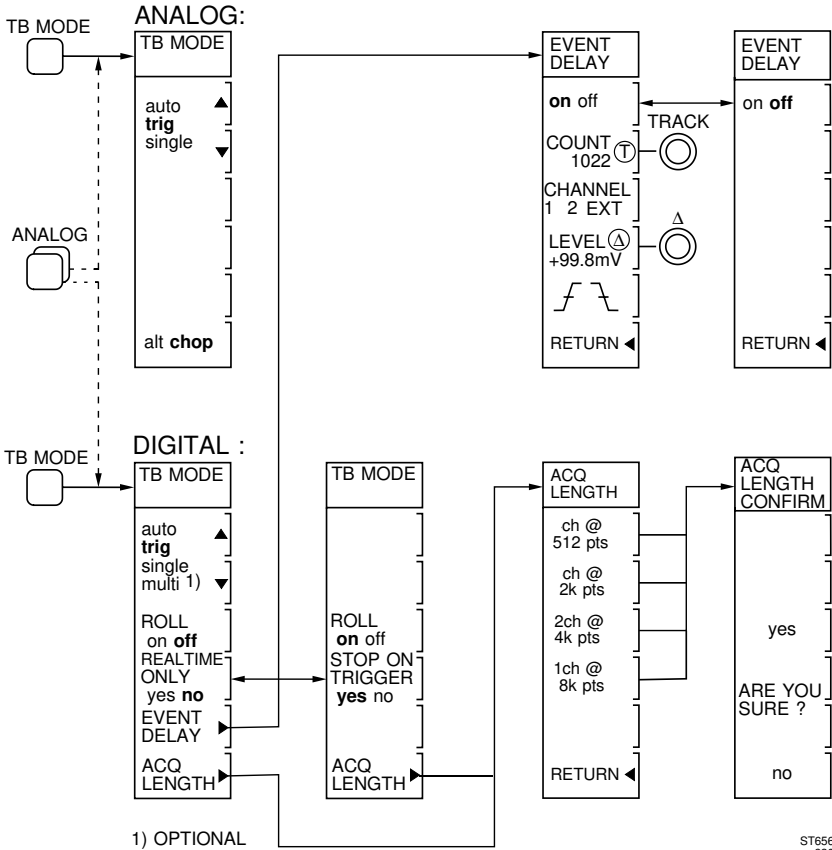 ANALOG:
TB MODE
TB MODE
auto
trig
single
ANALOG
alt chop
EVENT
DELAY
on off
TRACK
COUNT T
1022
CHANNEL
1 2 EXT
Δ
LEVEL Δ
+99.8mV
RETURN
EVENT
DELAY
on off
RETURN
DIGITAL :
TB MODE
TB MODE
auto
trig
single
multi 1)
ROLL
on off
REALTIME
ONLY
yes no
EVENT
DELAY
ACQ
LENGTH
TB MODE
ROLL
on off
STOP ON
TRIGGER
yes no
ACQ
LENGTH
ACQ
LENGTH
ch @
512 pts
ch @
2k pts
2ch @
4k pts
1ch @
8k pts
RETURN
ACQ
LENGTH
CONFIRM
yes
ARE YOU
SURE ?
no
1) OPTIONAL
ST656